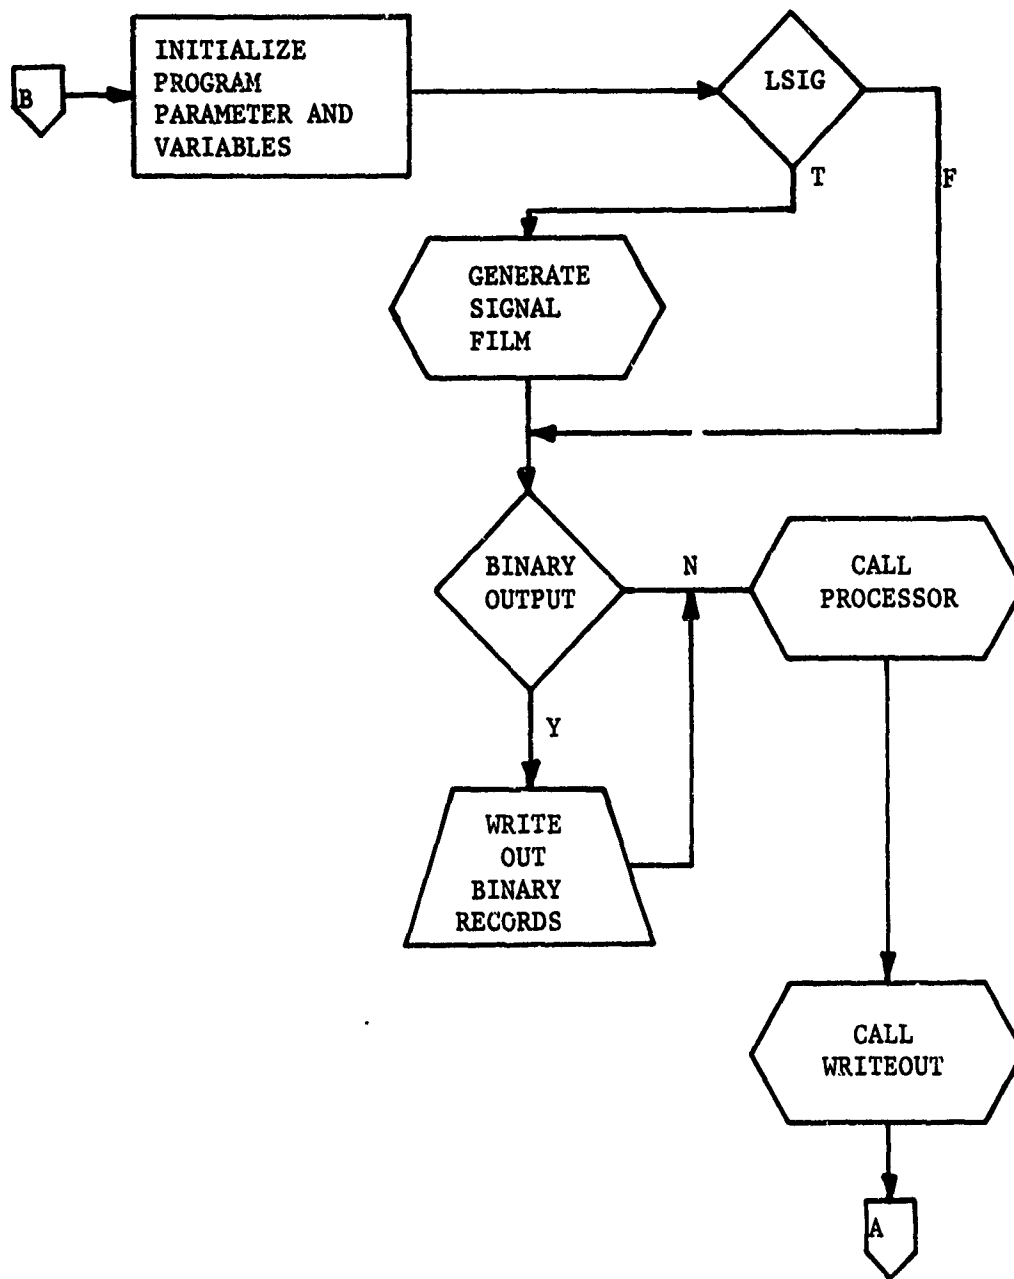 B
INITIALIZE
PROGRAM
PARAMETER AND
VARIABLES
LSIG
T
F
GENERATE
SIGNAL
FILM
BINARY
OUTPUT
N
CALL
PROCESSOR
Y
WRITE
OUT
BINARY
RECORDS
CALL
WRITEOUT
A